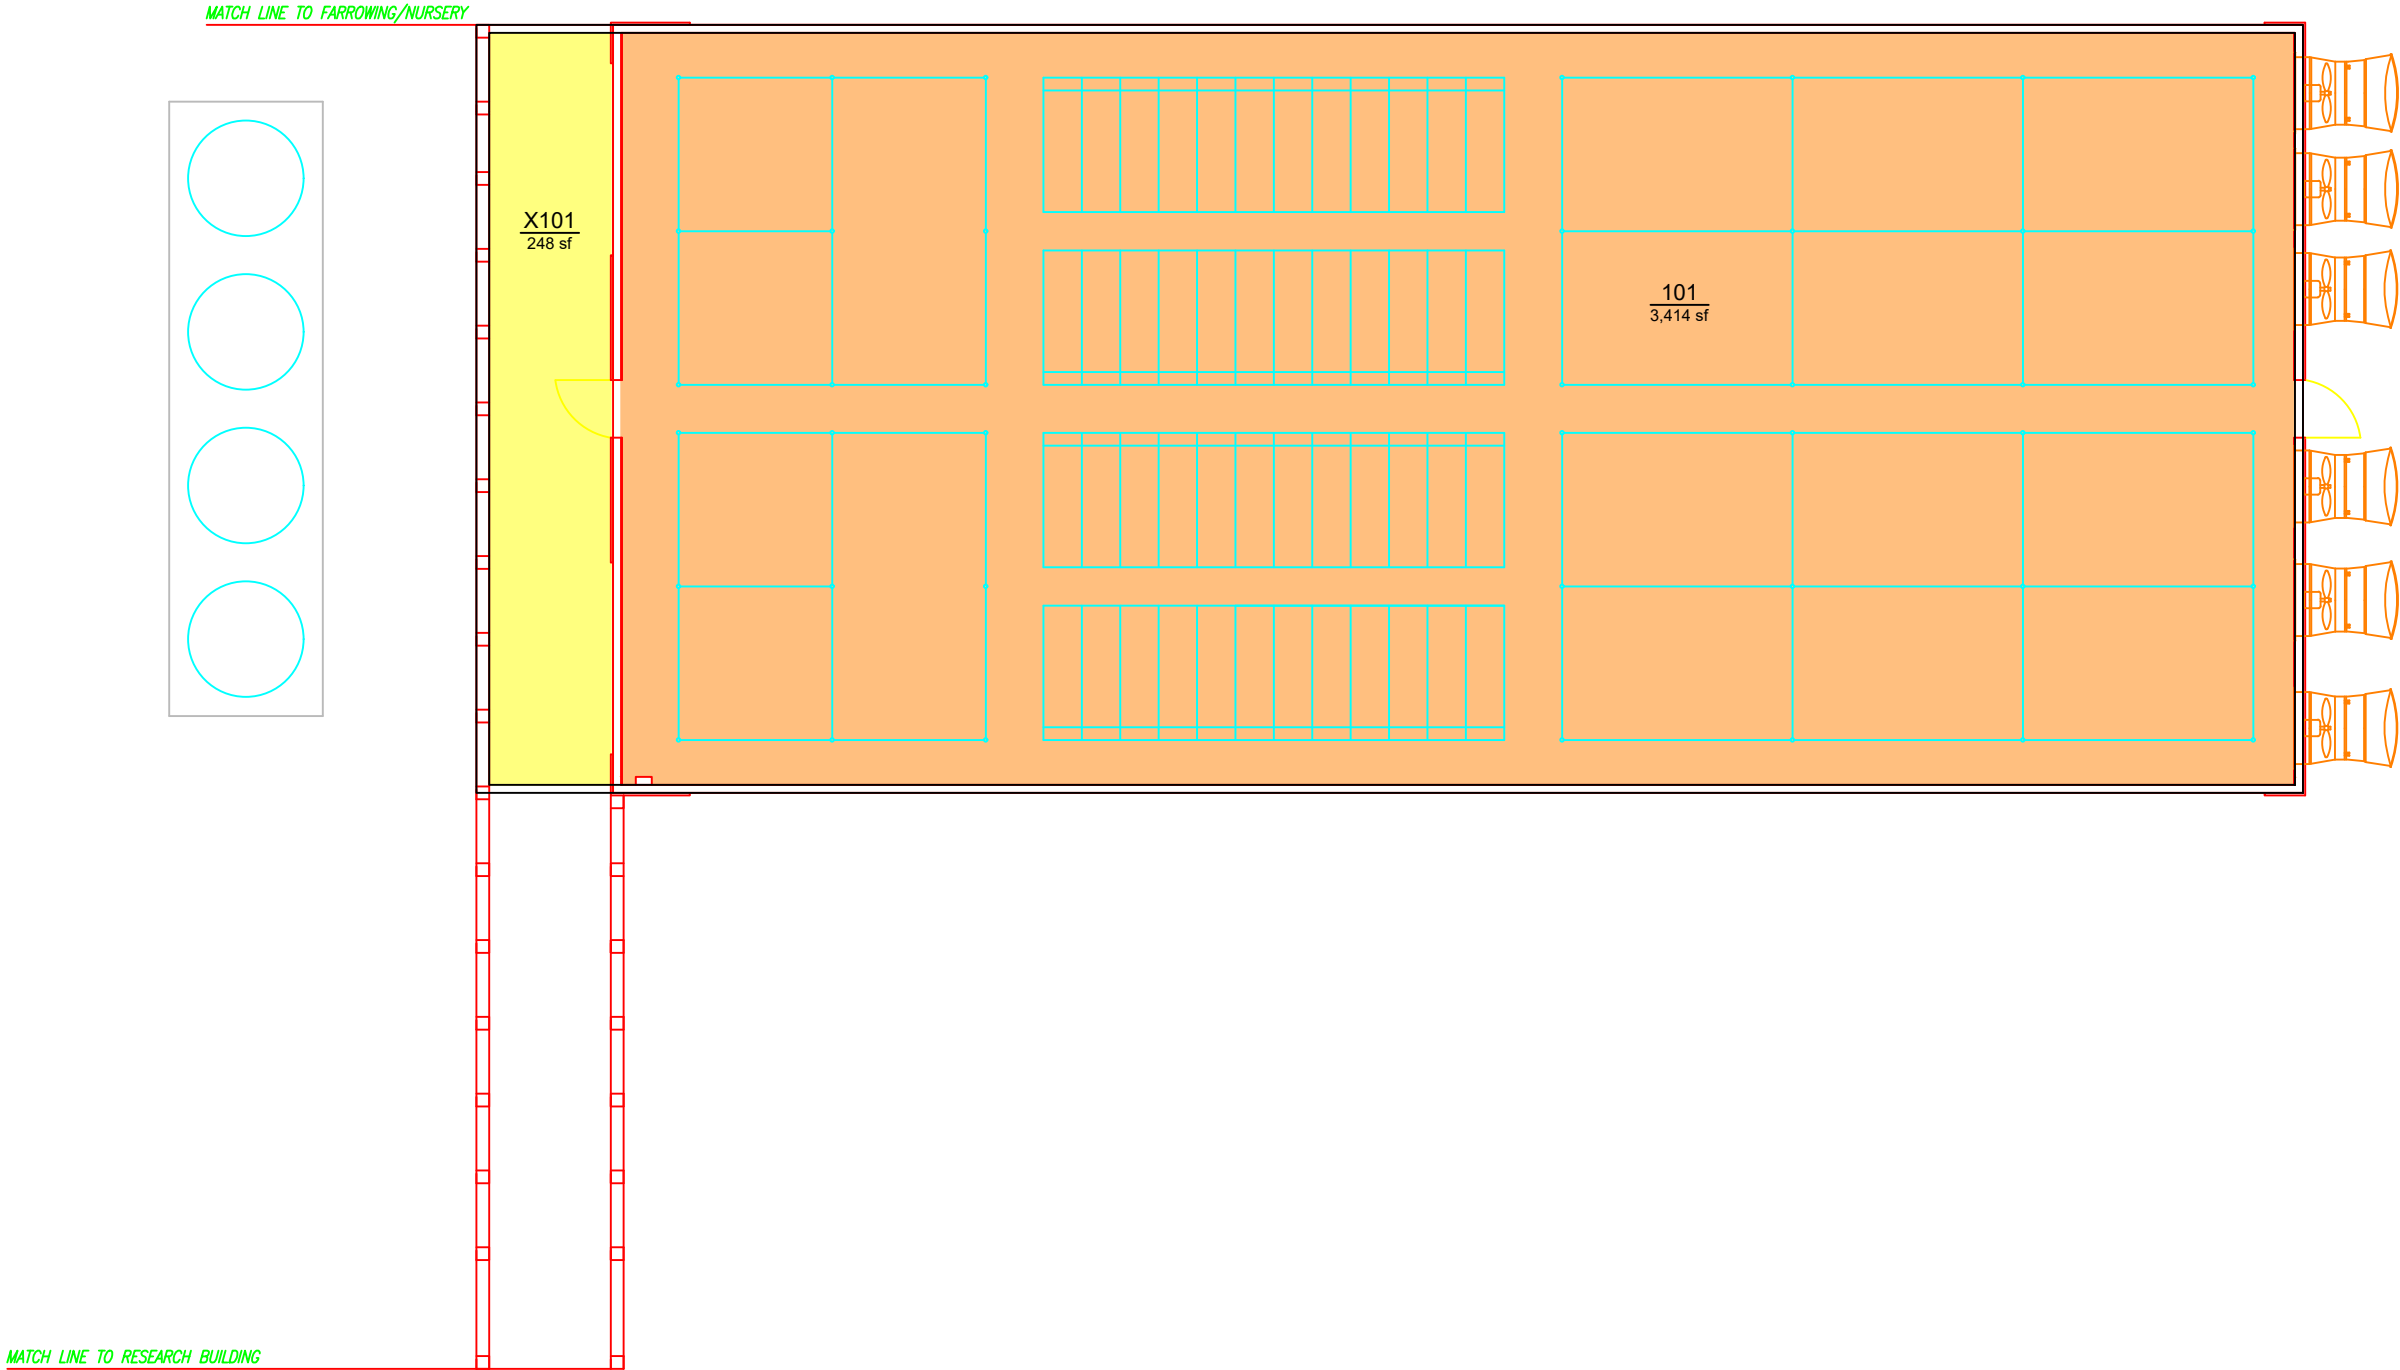 MATCH LINE TO FARROWING/NURSERY
X101
248 sf
101
3,414 sf
MATCH LINE TO RESEARCH BUILDING